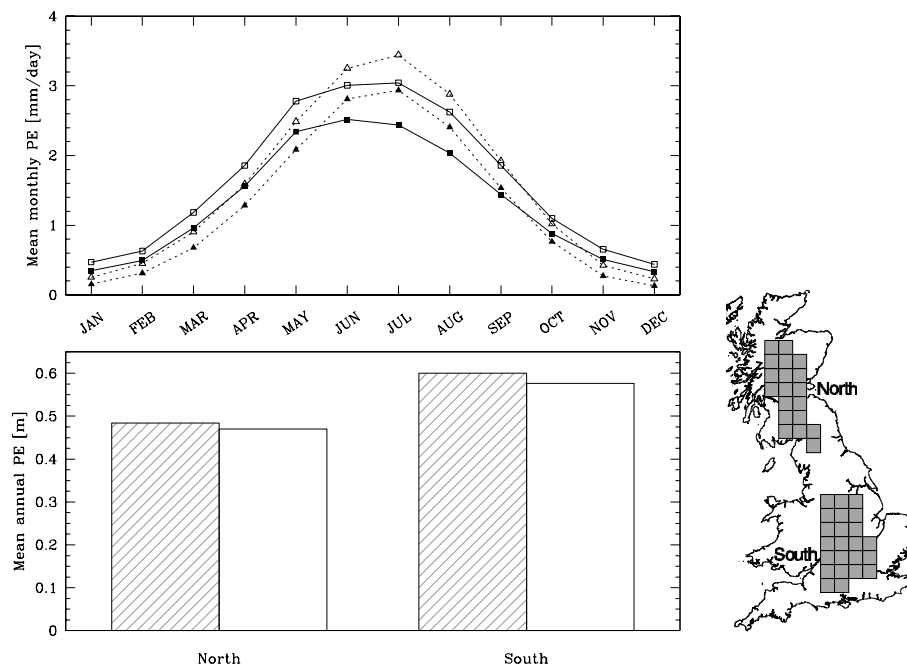 Mean monthly PE [mm/day]
4
3
2
1
0
JAN FEB MAR APR MAY JUN JUL AUG SEP OCT NOV DEC
Mean annual PE [m]
0.6
0.5
0.4
0.3
0.2
0.1
0
North South
North
South